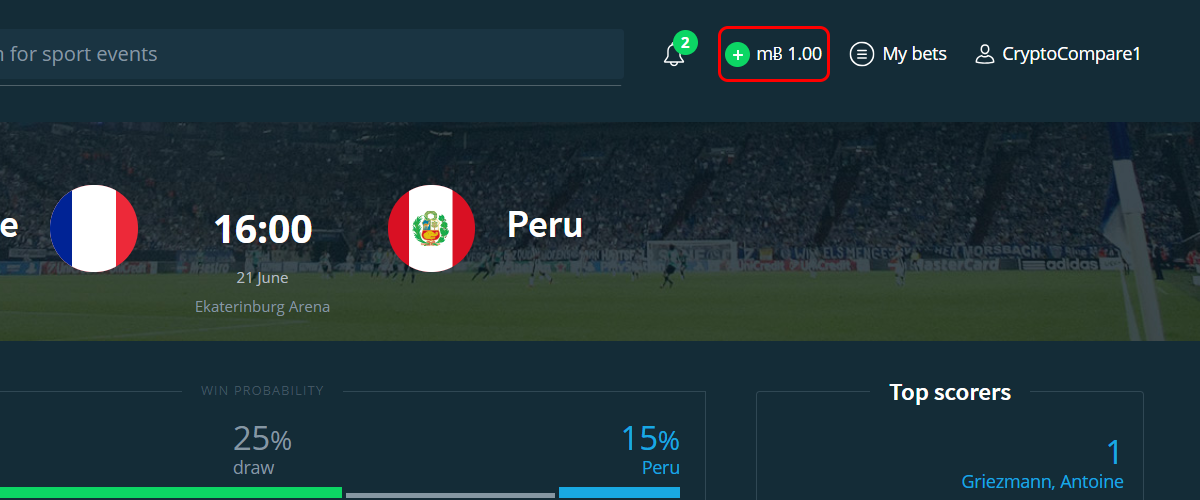 for sport events
2
mɃ 1.00
My bets
CryptoCompare1
16:00
Peru
21 June
Ekaterinburg Arena
adidas
WIN PROBABILITY
Top scorers
25%
15%
draw
Peru
1
Griezmann, Antoine